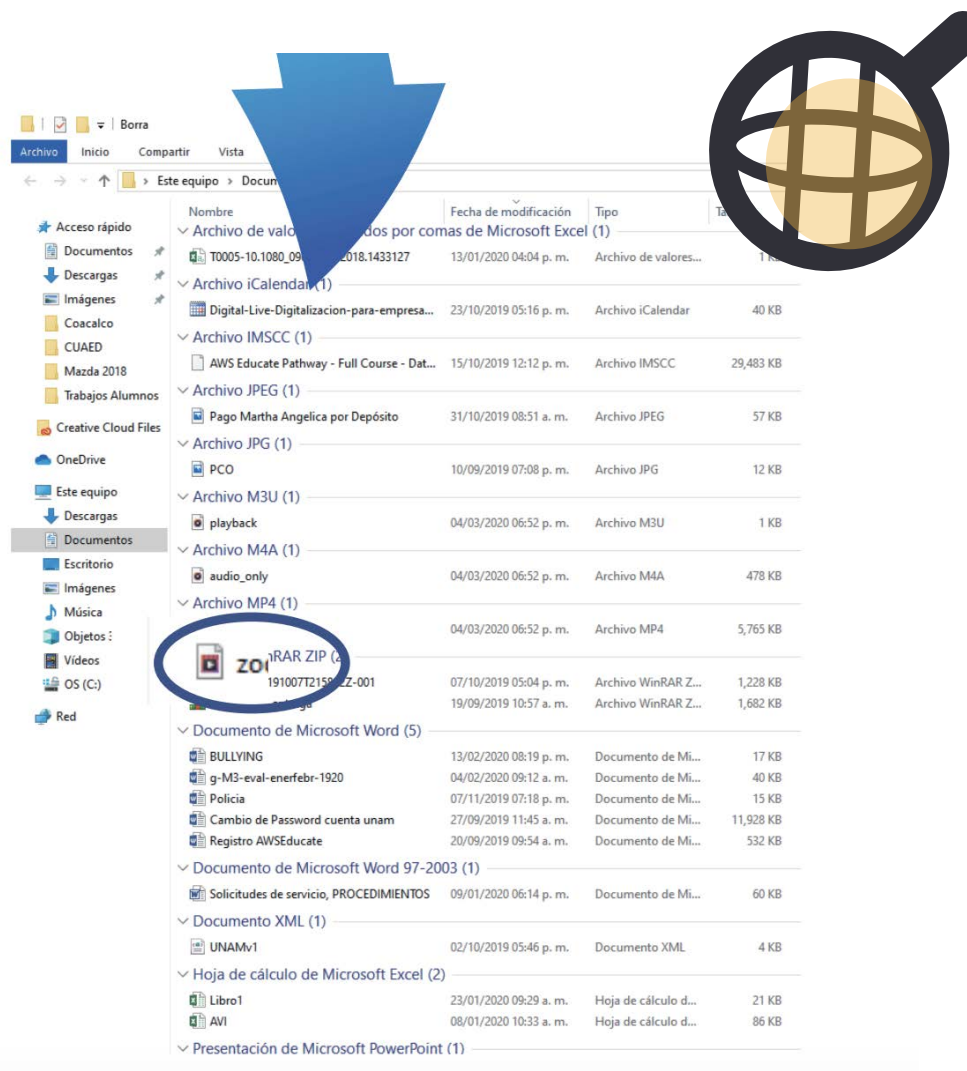 Borra
Archivo Inicio Compartir Vista
Este equipo > Docum
Nombre Fecha de modificación Tipo
Acceso rápido
Documentos
Descargas
Imágenes
Coacalco
CUAED
Mazda 2018
Trabajos Alumnos
Creative Cloud Files
OneDrive
Este equipo
Descargas
Documentos
Escritorio
Imágenes
Música
Objetos
Vídeos
OS (C:)
Red
Archivo de valo dos por comas de Microsoft Excel (1)
T0005-10.1080_09 2018.1433127 13/01/2020 04:04 p. m. Archivo de valores... 1 KB
Archivo iCalendar (1)
Digital-Live-Digitalizacion-para-empresa... 23/10/2019 05:16 p. m. Archivo iCalendar 40 KB
Archivo IMSCC (1)
AWS Educate Pathway - Full Course - Dat... 15/10/2019 12:12 p. m. Archivo IMSCC 29,483 KB
Archivo JPEG (1)
Pago Martha Angelica por Depósito 31/10/2019 08:51 a. m. Archivo JPEG 57 KB
Archivo JPG (1)
PCO 10/09/2019 07:08 p. m. Archivo JPG 12 KB
Archivo M3U (1)
playback 04/03/2020 06:52 p. m. Archivo M3U 1 KB
Archivo M4A (1)
audio_only 04/03/2020 06:52 p. m. Archivo M4A 478 KB
Archivo MP4 (1)
04/03/2020 06:52 p. m. Archivo MP4 5,765 KB
zo RAR ZIP (2
07/10/2019 05:04 p. m. Archivo WinRAR Z... 1,228 KB
19/09/2019 10:57 a. m. Archivo WinRAR Z... 1,682 KB
Documento de Microsoft Word (5)
BULLYING 13/02/2020 08:19 p. m. Documento de Mi... 17 KB
g-M3-eval-enerfebr-1920 04/02/2020 09:12 a. m. Documento de Mi... 40 KB
Policia 07/11/2019 07:18 p. m. Documento de Mi... 15 KB
Cambio de Password cuenta unam 27/09/2019 11:45 a. m. Documento de Mi... 11,928 KB
Registro AWSEducate 20/09/2019 09:54 a. m. Documento de Mi... 532 KB
Documento de Microsoft Word 97-2003 (1)
Solicitudes de servicio, PROCEDIMIENTOS 09/01/2020 06:14 p. m. Documento de Mi... 60 KB
Documento XML (1)
UNAMv1 02/10/2019 05:46 p. m. Documento XML 4 KB
Hoja de cálculo de Microsoft Excel (2)
Libro1 23/01/2020 09:29 a. m. Hoja de cálculo d... 21 KB
AVI 08/01/2020 10:33 a. m. Hoja de cálculo d... 86 KB
Presentación de Microsoft PowerPoint (1)